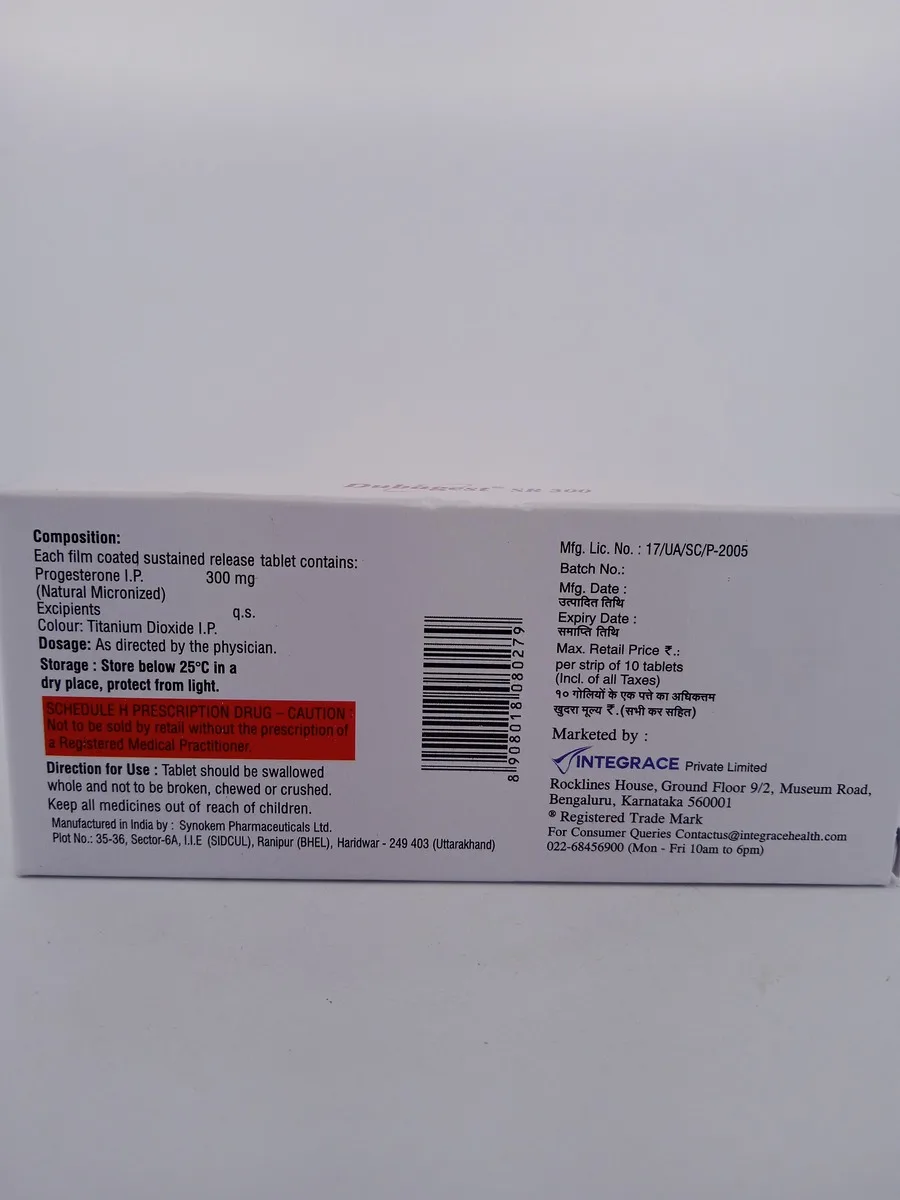 Dubagest™ SR 300
Composition:
Each film coated sustained release tablet contains:
Progesterone I.P. 300 mg
(Natural Micronized)
Excipients q.s.
Colour: Titanium Dioxide I.P.
Dosage: As directed by the physician.
Storage : Store below 25°C in a
dry place, protect from light.
SCHEDULE H PRESCRIPTION DRUG – CAUTION :
Not to be sold by retail without the prescription of
a Registered Medical Practitioner.
Direction for Use : Tablet should be swallowed
whole and not to be broken, chewed or crushed.
Keep all medicines out of reach of children.
Manufactured in India by : Synokem Pharmaceuticals Ltd.
Plot No.: 35-36, Sector-6A, I.I.E (SIDCUL), Ranipur (BHEL), Haridwar - 249 403 (Uttarakhand)
8908018080279
Mfg. Lic. No. : 17/UA/SC/P-2005
Batch No.:
Mfg. Date :
उत्पादित तिथि
Expiry Date :
समाप्ति तिथि
Max. Retail Price ₹.:
per strip of 10 tablets
(Incl. of all Taxes)
१० गोलियों के एक पत्ते का अधिकतम
खुदरा मूल्य ₹.(सभी कर सहित)
Marketed by :
INTEGRACE Private Limited
Rocklines House, Ground Floor 9/2, Museum Road,
Bengaluru, Karnataka 560001
® Registered Trade Mark
For Consumer Queries Contactus@integracehealth.com
022-68456900 (Mon - Fri 10am to 6pm)